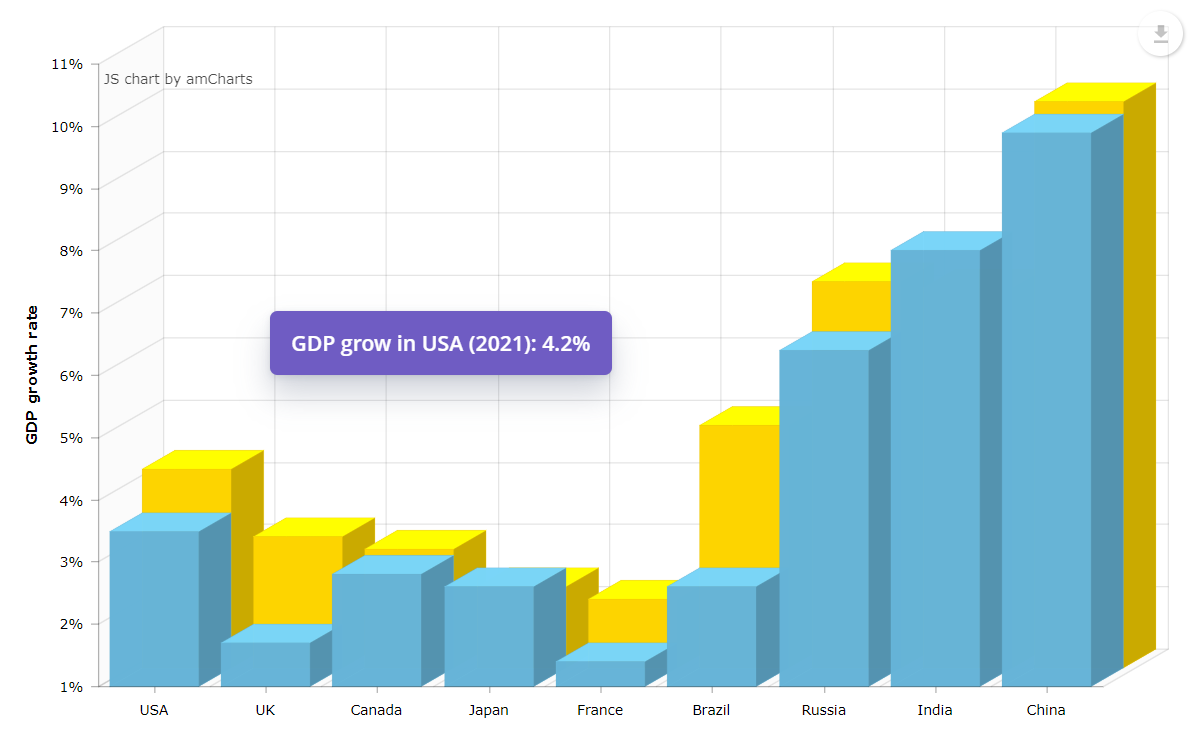 11%
JS chart by amCharts
10%
9%
8%
7%
GDP grow in USA (2021): 4.2%
6%
5%
4%
3%
2%
1%
GDP growth rate
USA UK Canada Japan France Brazil Russia India China